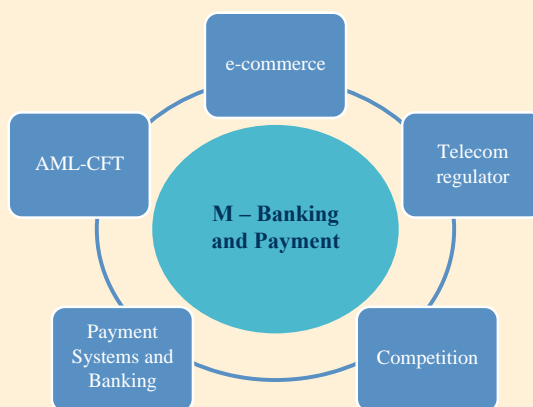 e-commerce
AML-CFT
Telecom
regulator
M – Banking
and Payment
Payment
Systems and
Banking
Competition